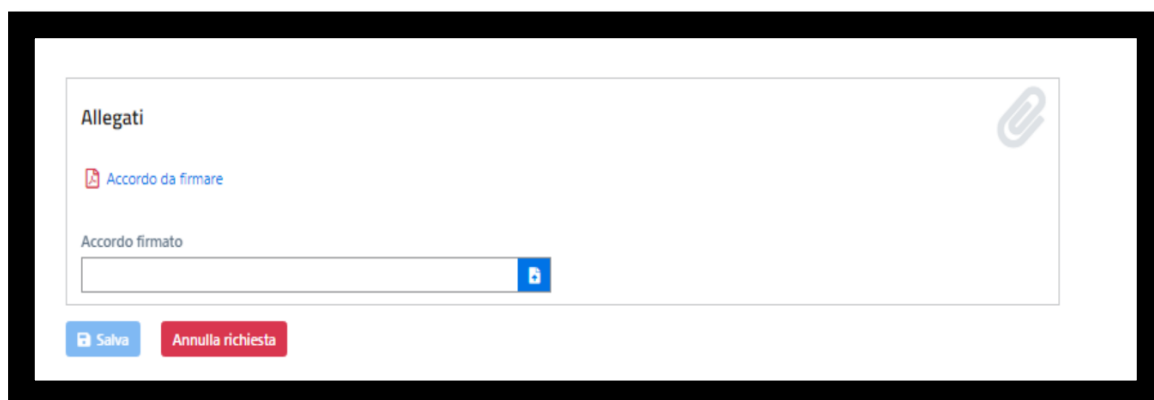 Allegati
Accordo da firmare
Accordo firmato
Salva
Annulla richiesta